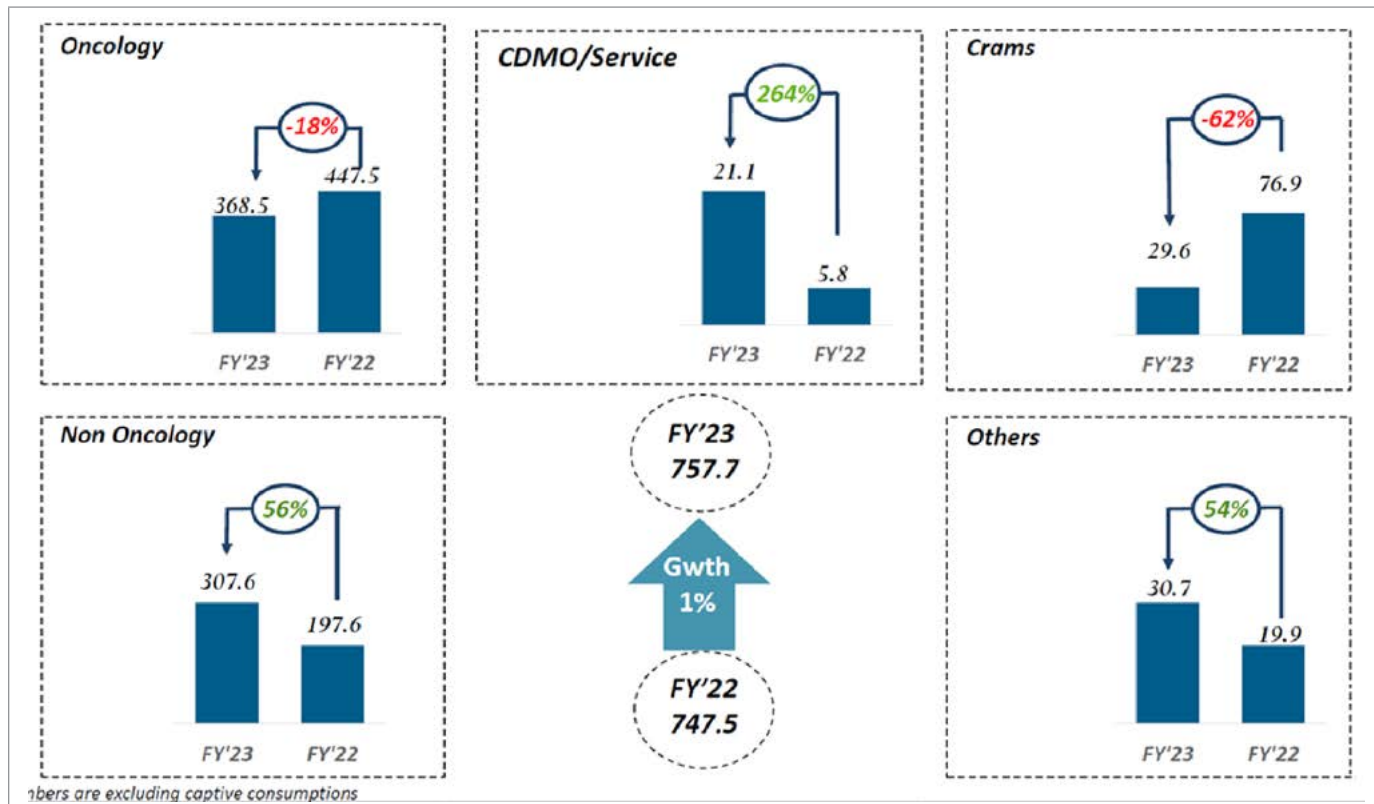 Oncology
-18%
368.5
447.5
FY'23
FY'22
CDMO/Service
264%
21.1
5.8
FY'23
FY'22
Crams
-62%
29.6
76.9
FY'23
FY'22
Non Oncology
56%
307.6
197.6
FY'23
FY'22
FY'23
757.7
Gwth
1%
FY'22
747.5
Others
54%
30.7
19.9
FY'23
FY'22
are excluding captive consumptions